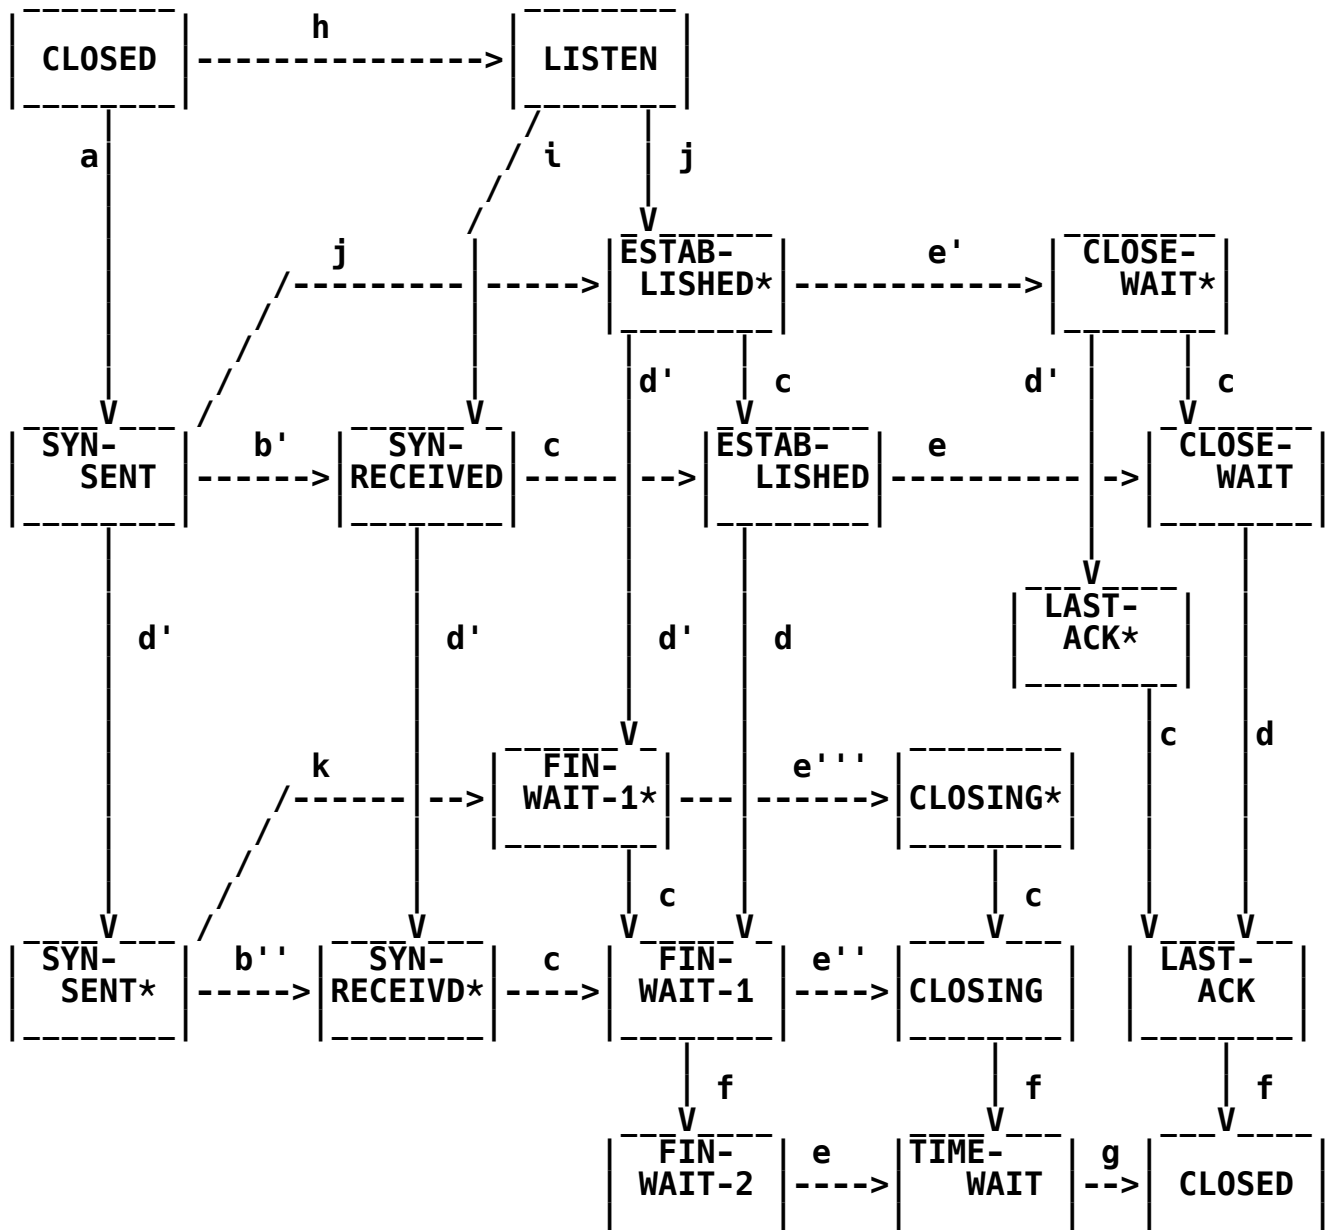 h
CLOSED -------------->  LISTEN
a i j
j ESTAB- e' CLOSE-
---------|-----> LISHED* ------------> WAIT*
d' c d' c
SYN- b' SYN- c ESTAB- e CLOSE-
SENT ------> RECEIVED ----- --> LISHED ---------- -> WAIT
LAST-
d' d' d' d ACK*
c d
k FIN- e'''
------ --> WAIT-1* --- ------> CLOSING*
c c
SYN- b'' SYN- c FIN- e'' LAST-
SENT* -----> RECEIVD* ----> WAIT-1 ----> CLOSING ACK
f f f
FIN- e TIME- g
WAIT-2 ----> WAIT --> CLOSED